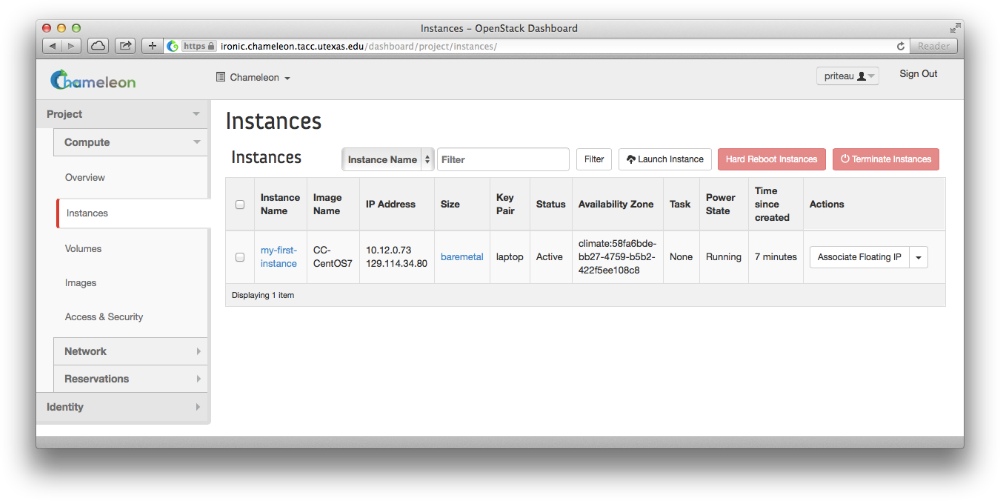 Instances – OpenStack Dashboard
https ironic.chameleon.tacc.utexas.edu/dashboard/project/instances/
Reader
Chameleon
Chameleon
priteau
Sign Out
Project
Compute
Overview
Instances
Volumes
Images
Access & Security
Network
Reservations
Identity
Instances
Instances
Instance Name
Filter
Filter
Launch Instance
Hard Reboot Instances
Terminate Instances
Instance Name
Image Name
IP Address
Size
Key Pair
Status
Availability Zone
Task
Power State
Time since created
Actions
my-first-instance
CC-CentOS7
10.12.0.73
129.114.34.80
baremetal
laptop
Active
climate:58fa6bde-bb27-4759-b5b2-422f5ee108c8
None
Running
7 minutes
Associate Floating IP
Displaying 1 item